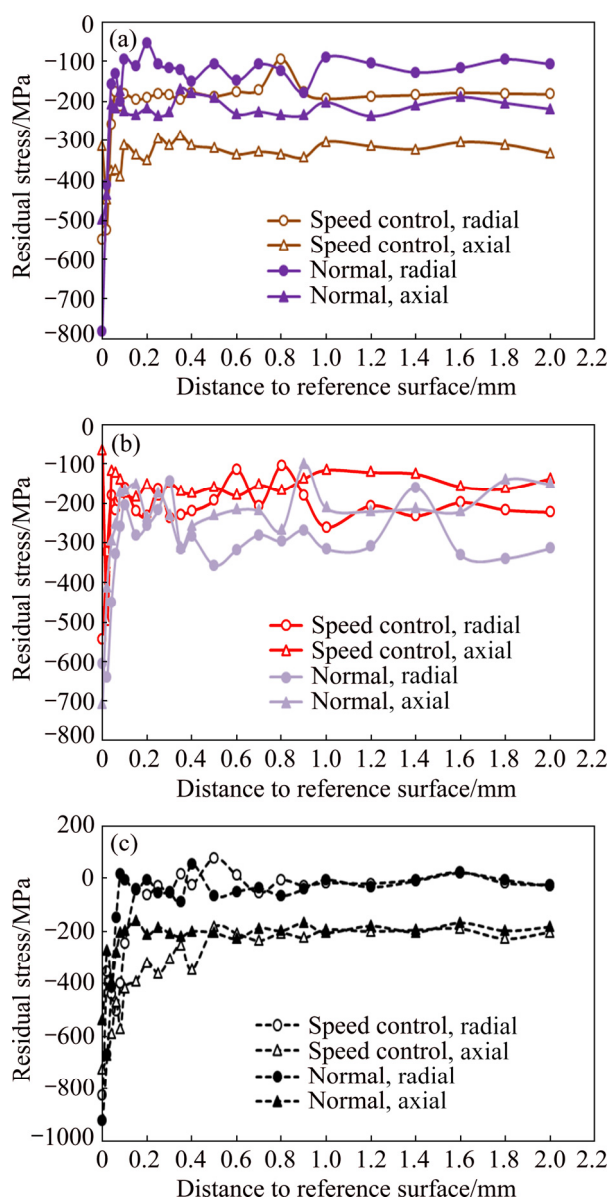 (a)
0
−100
−200
−300
−400
−500
−600
−700
−800
Residual stress/MPa
Speed control, radial
Speed control, axial
Normal, radial
Normal, axial
0 0.2 0.4 0.6 0.8 1.0 1.2 1.4 1.6 1.8 2.0 2.2
Distance to reference surface/mm
(b)
0
−100
−200
−300
−400
−500
−600
−700
−800
Residual stress/MPa
Speed control, radial
Speed control, axial
Normal, radial
Normal, axial
0 0.2 0.4 0.6 0.8 1.0 1.2 1.4 1.6 1.8 2.0 2.2
Distance to reference surface/mm
(c)
200
0
−200
−400
−600
−800
−1000
Residual stress/MPa
Speed control, radial
Speed control, axial
Normal, radial
Normal, axial
0 0.2 0.4 0.6 0.8 1.0 1.2 1.4 1.6 1.8 2.0 2.2
Distance to reference surface/mm